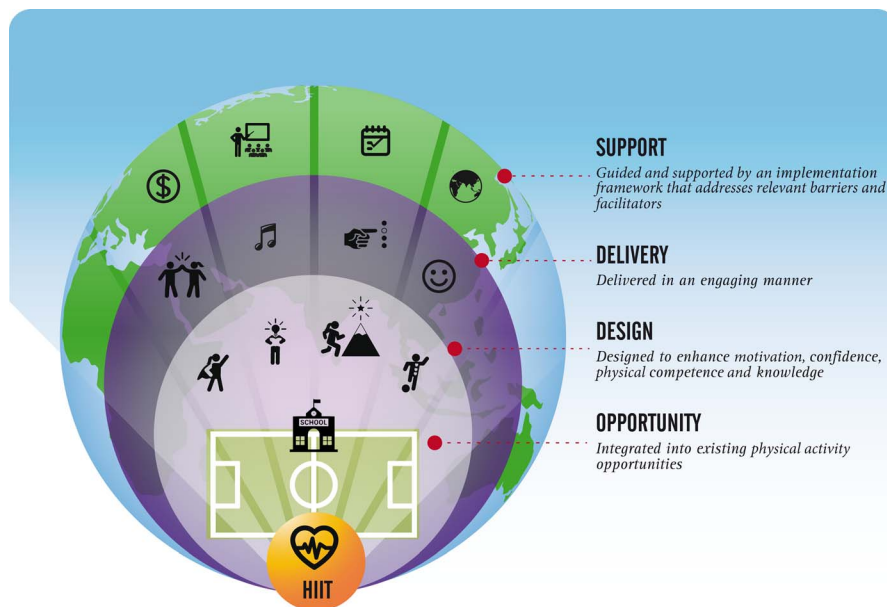 SUPPORT
Guided and supported by an implementation
framework that addresses relevant barriers and
facilitators
DELIVERY
Delivered in an engaging manner
DESIGN
Designed to enhance motivation, confidence,
physical competence and knowledge
OPPORTUNITY
Integrated into existing physical activity
opportunities
$
SCHOOL
HIIT